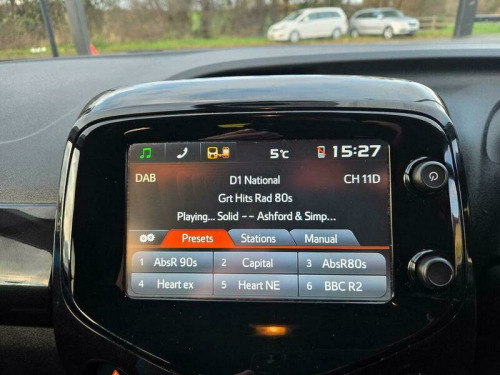 5°C 15:27
DAB D1 National CH 11D
Grt Hits Rad 80s
Playing... Solid -- Ashford & Simp...
Presets Stations Manual
1 AbsR 90s 2 Capital 3 AbsR80s
4 Heart ex 5 Heart NE 6 BBC R2